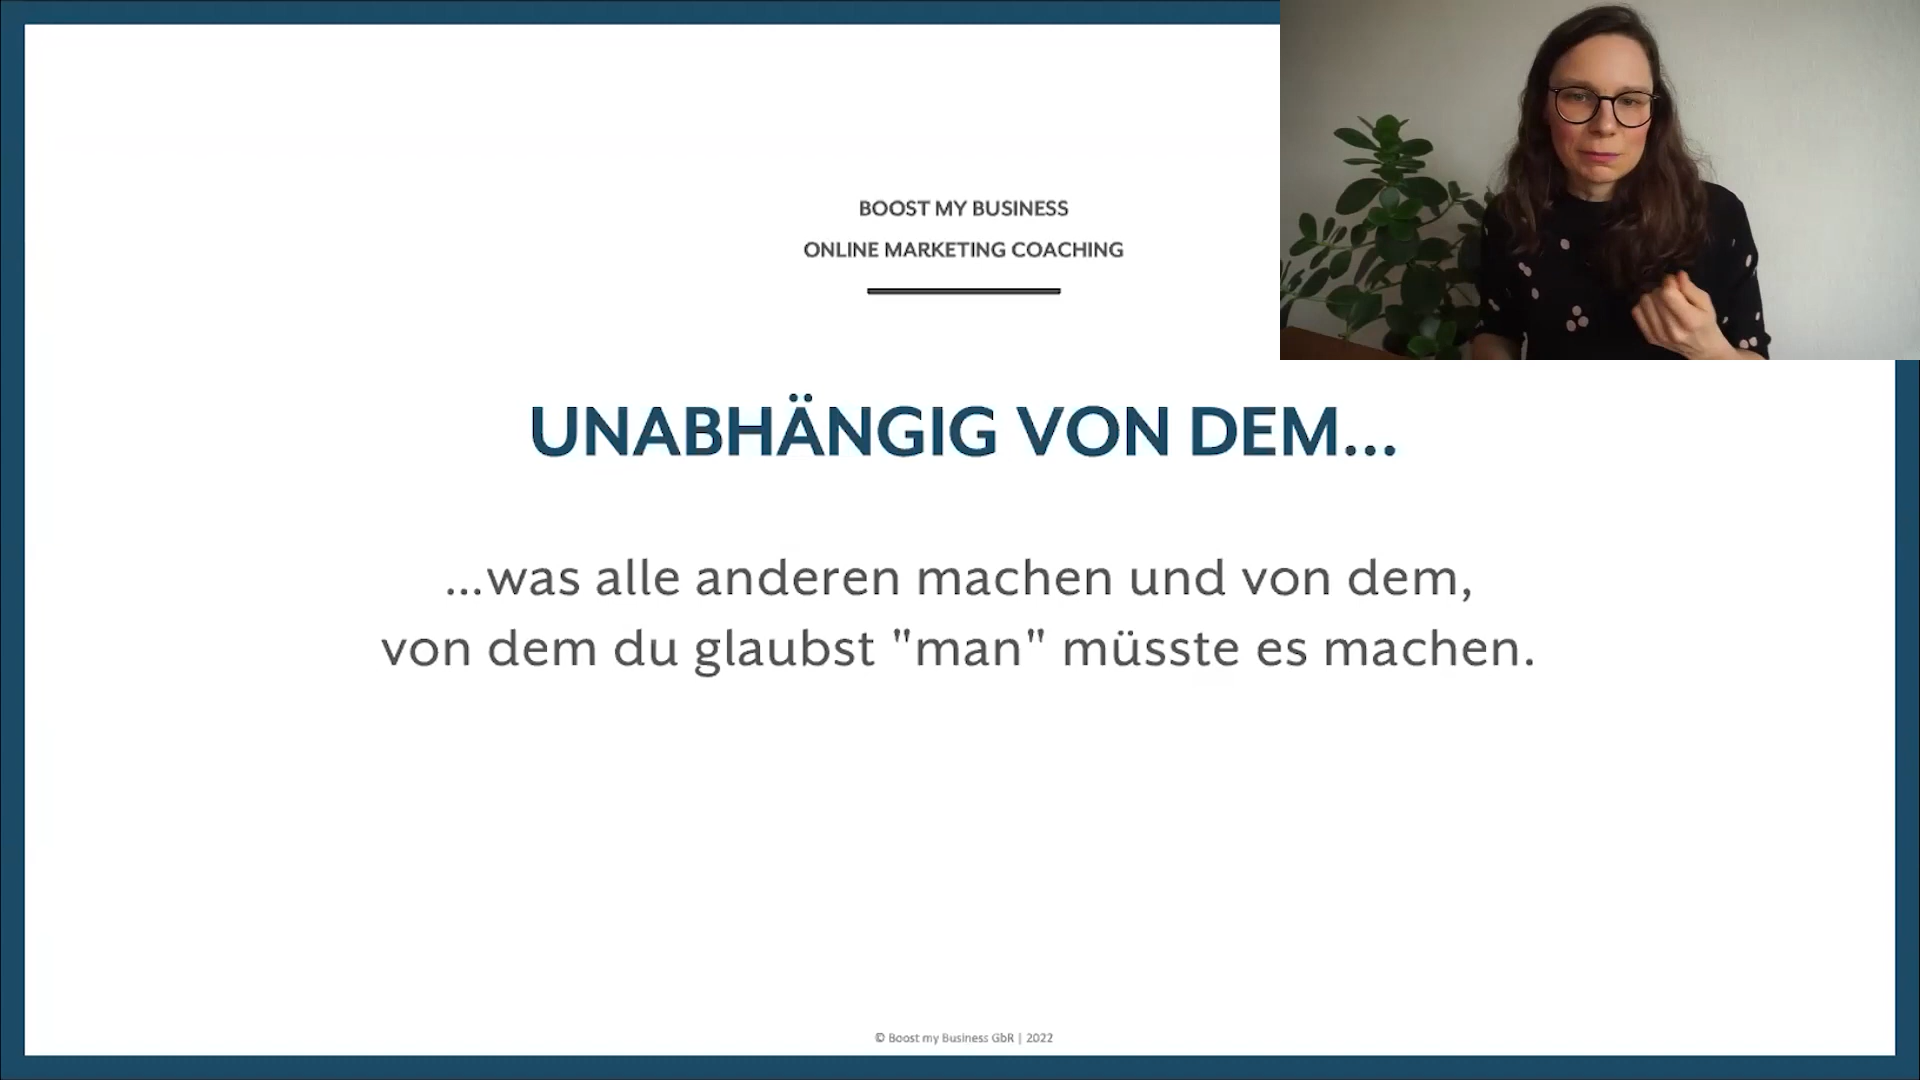 BOOST MY BUSINESS
ONLINE MARKETING COACHING
UNABHÄNGIG VON DEM...
...was alle anderen machen und von dem,
von dem du glaubst "man" müsste es machen.
© Boost my Business GbR | 2022